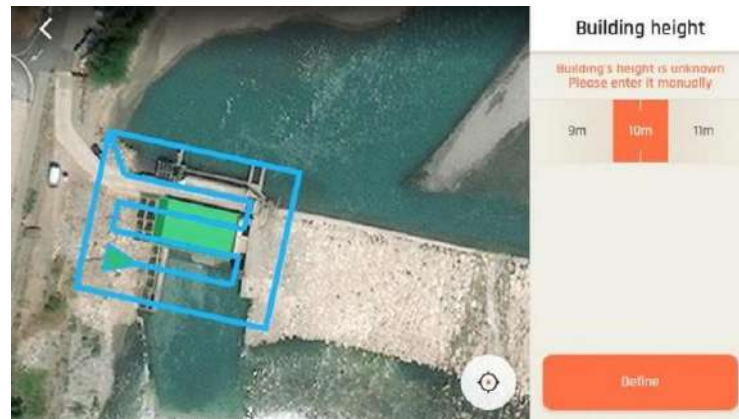 Building height
Building's height is unknown
Please enter it manually
9m 10m 11m
Define